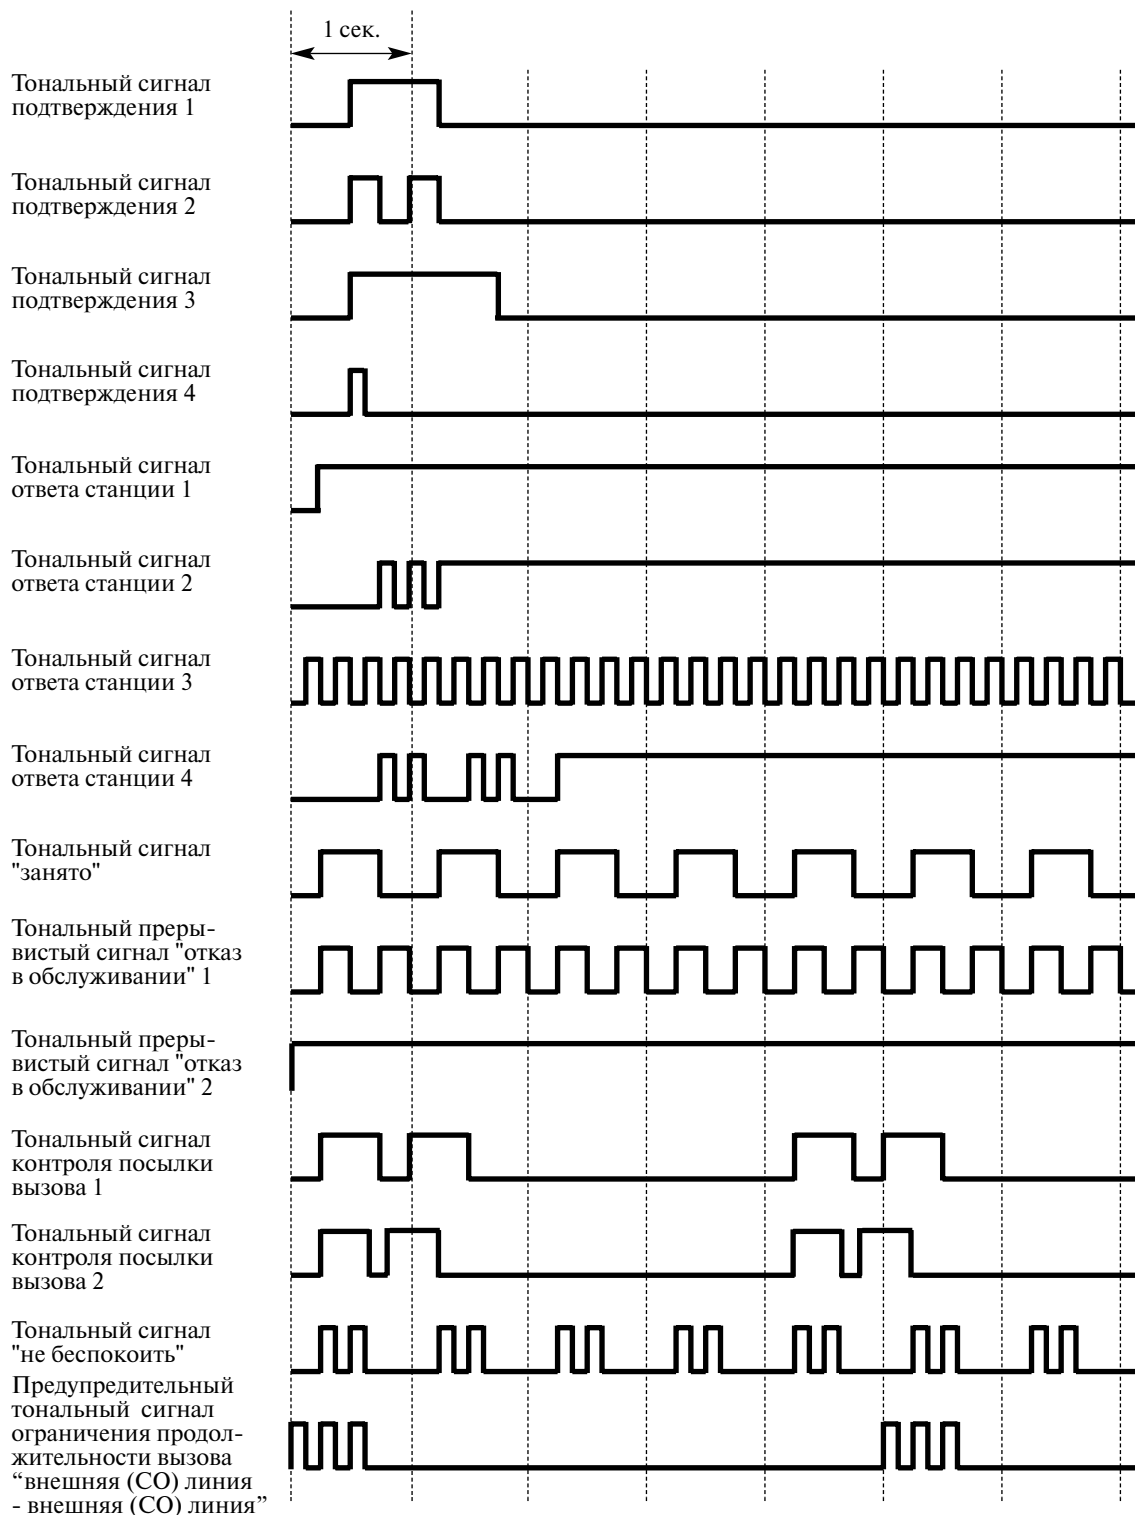 1 сек.
Тональный сигнал
подтверждения 1
Тональный сигнал
подтверждения 2
Тональный сигнал
подтверждения 3
Тональный сигнал
подтверждения 4
Тональный сигнал
ответа станции 1
Тональный сигнал
ответа станции 2
Тональный сигнал
ответа станции 3
Тональный сигнал
ответа станции 4
Тональный сигнал
"занято"
Тональный преры-
вистый сигнал "отказ
в обслуживании" 1
Тональный преры-
вистый сигнал "отказ
в обслуживании" 2
Тональный сигнал
контроля посылки
вызова 1
Тональный сигнал
контроля посылки
вызова 2
Тональный сигнал
"не беспокоить"
Предупредительный
тональный сигнал
ограничения продол-
жительности вызова
“внешняя (СО) линия
- внешняя (СО) линия”